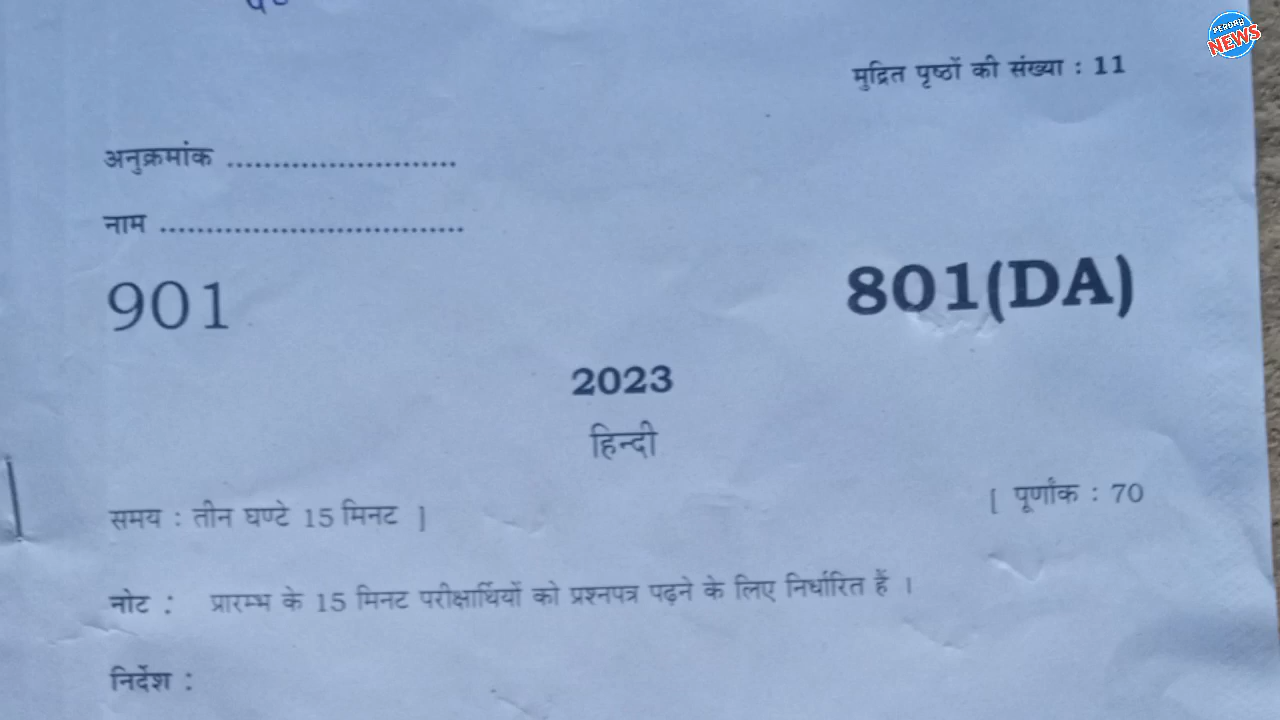 PEDDAH
NEWS
मुद्रित पृष्ठों की संख्या : 11
अनुक्रमांक ........................
नाम ................................
901
801(DA)
2023
हिन्दी
समय : तीन घण्टे 15 मिनट ]
[ पूर्णांक : 70
नोट : प्रारम्भ के 15 मिनट परीक्षार्थियों को प्रश्नपत्र पढ़ने के लिए निर्धारित हैं ।
निर्देश :